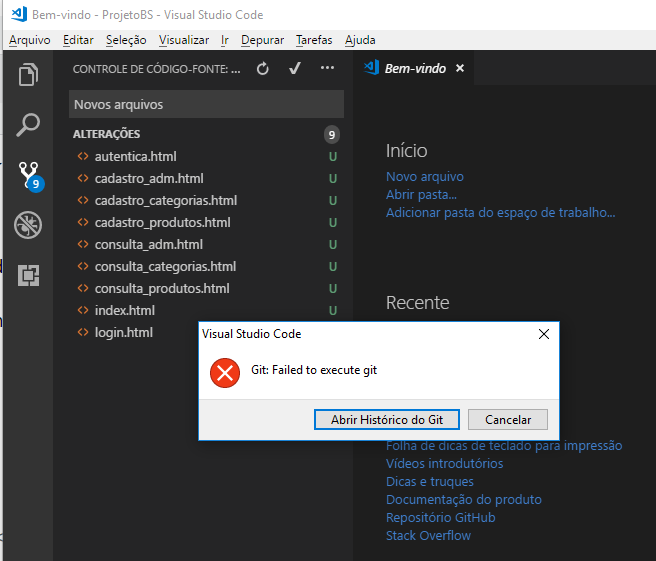 Bem-vindo - ProjetoBS - Visual Studio Code
Arquivo Editar Seleção Visualizar Ir Depurar Tarefas Ajuda
CONTROLE DE CÓDIGO-FONTE: ...
Novos arquivos
ALTERAÇÕES 9
autentica.html U
cadastro_adm.html U
cadastro_categorias.html U
cadastro_produtos.html U
consulta_adm.html U
consulta_categorias.html U
consulta_produtos.html U
index.html U
login.html
9
Bem-vindo
Início
Novo arquivo
Abrir pasta...
Adicionar pasta do espaço de trabalho...
Recente
Visual Studio Code
Git: Failed to execute git
Abrir Histórico do Git Cancelar
Folha de dicas de teclado para impressão
Vídeos introdutórios
Dicas e truques
Documentação do produto
Repositório GitHub
Stack Overflow